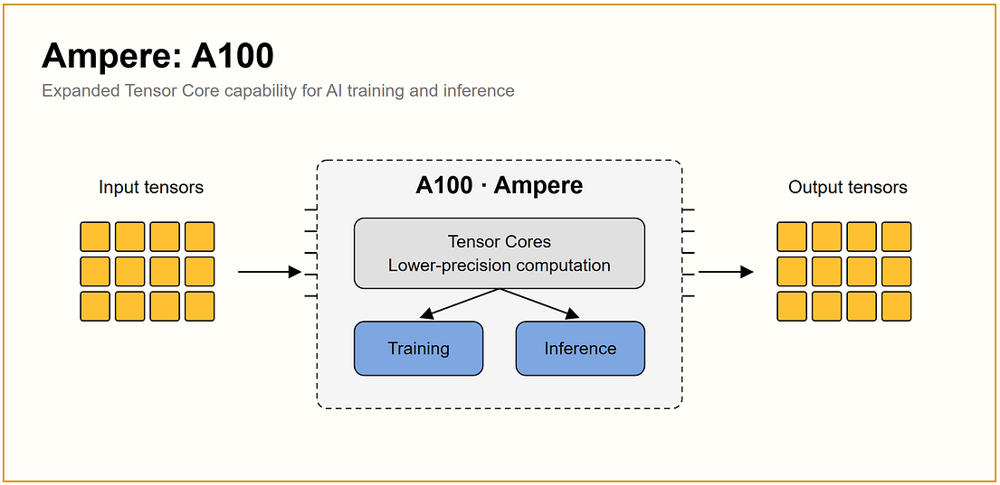 Ampere: A100
Expanded Tensor Core capability for AI training and inference
Input tensors
A100 · Ampere
Output tensors
Tensor Cores
Lower-precision computation
Training
Inference